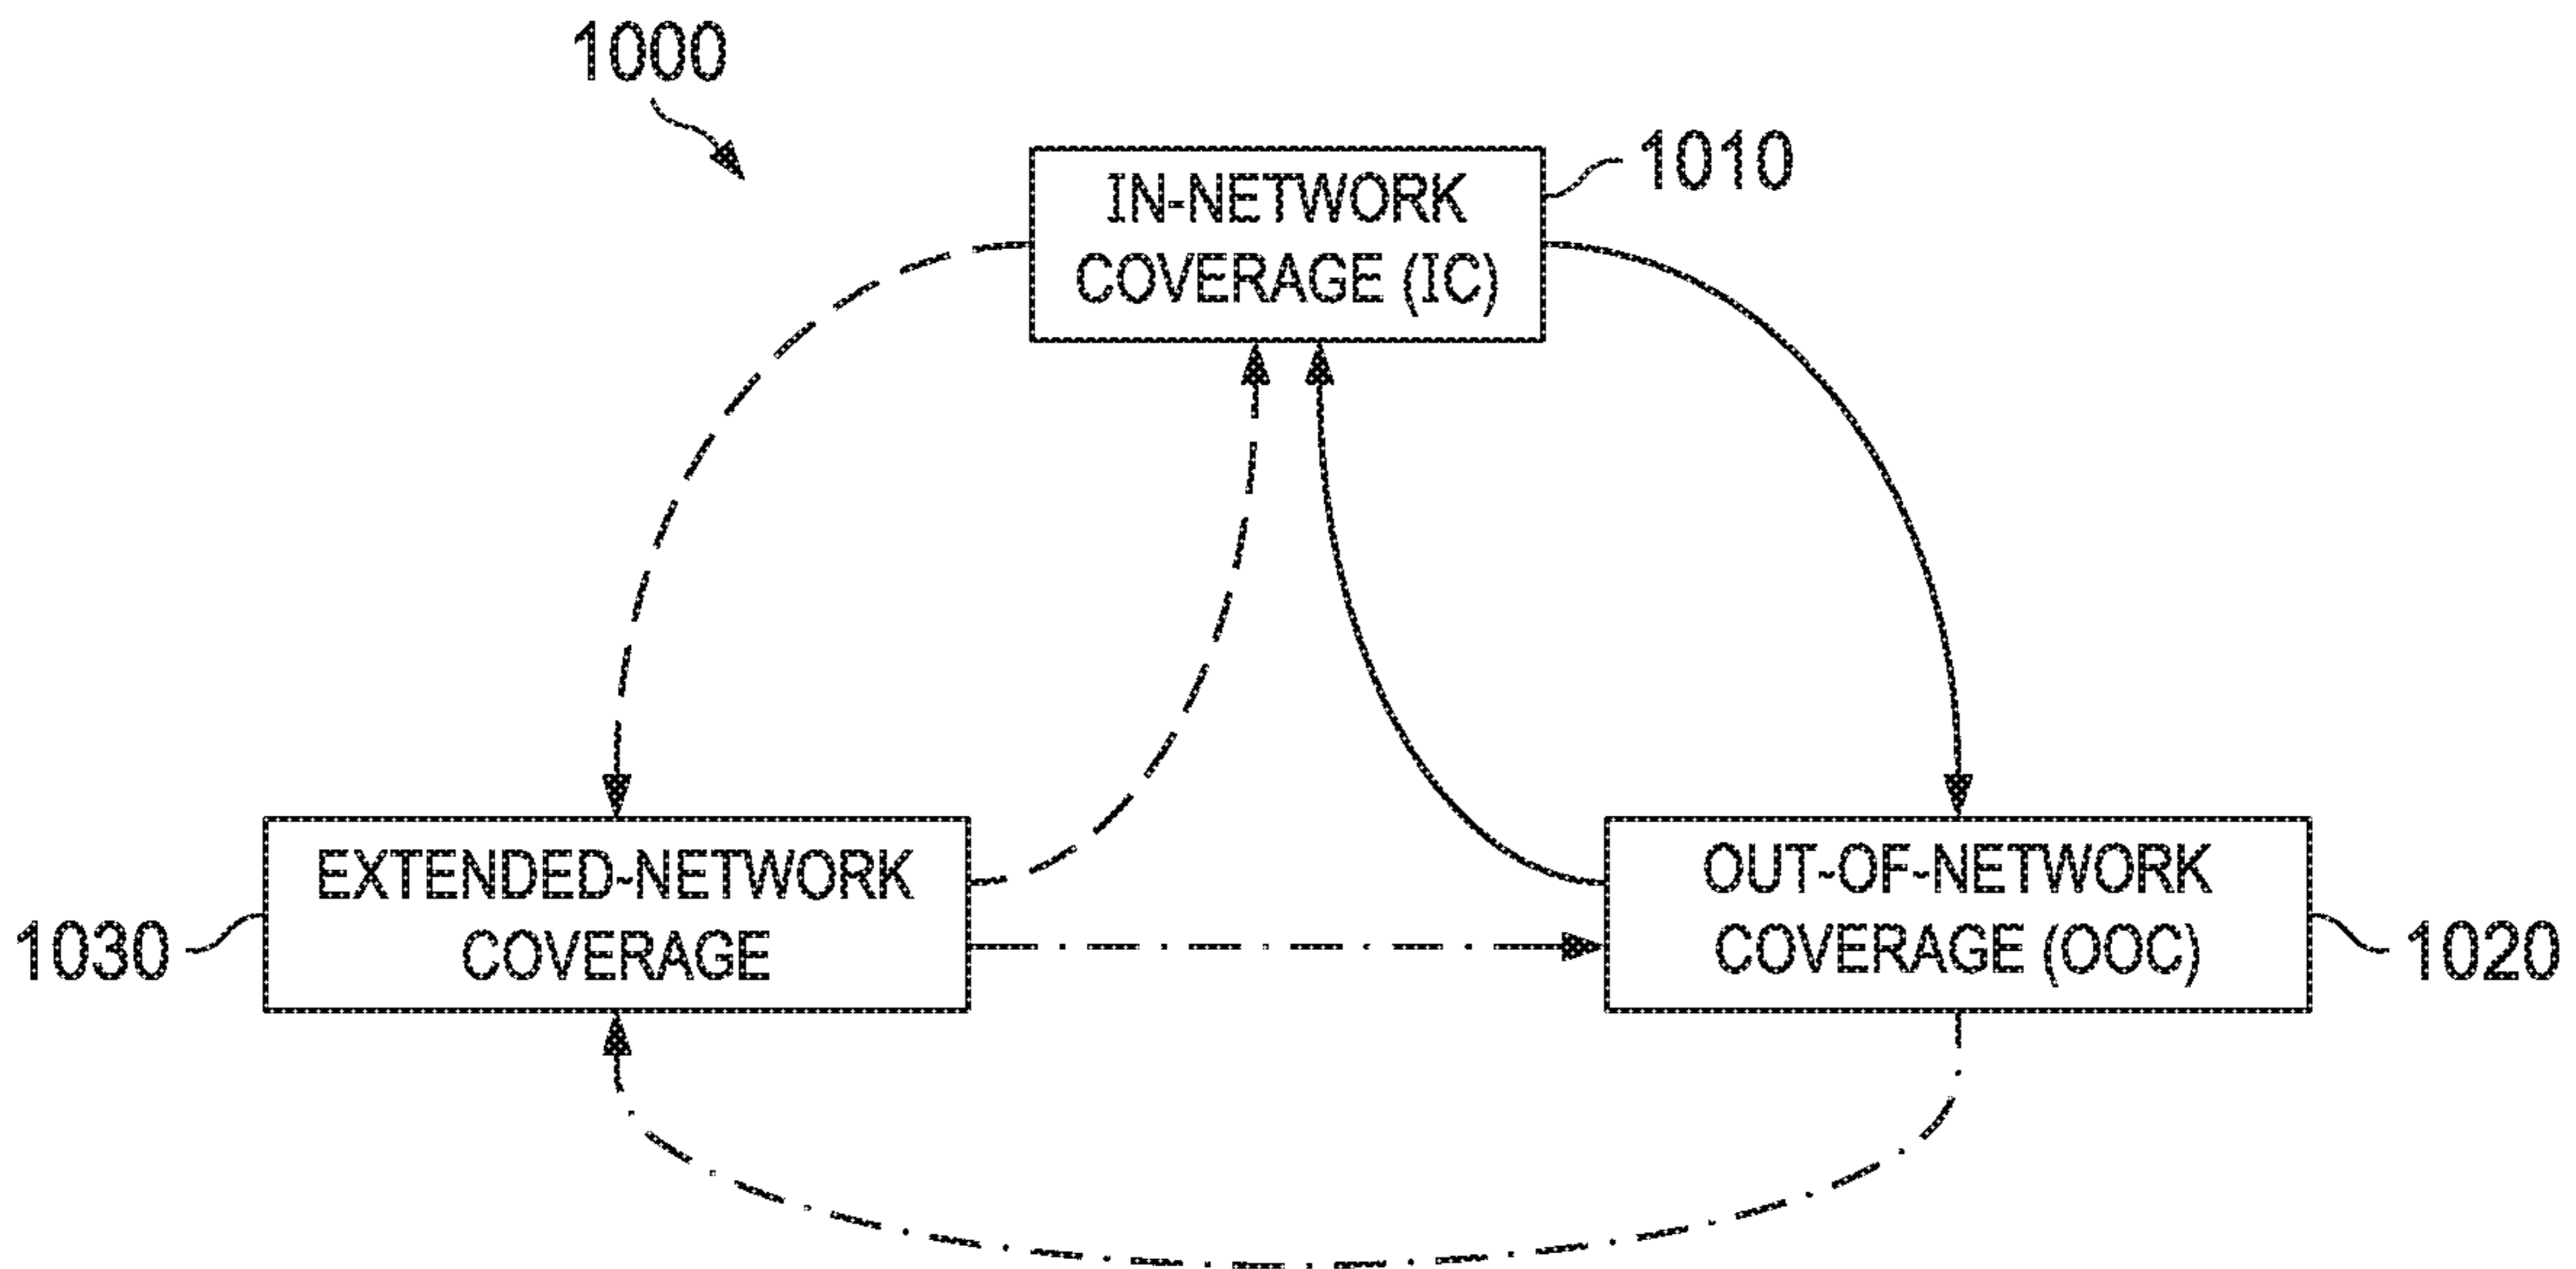 1000
IN-NETWORK
COVERAGE (IC)
1010
EXTENDED-NETWORK
COVERAGE
1030
OUT-OF-NETWORK
COVERAGE (OOC)
1020